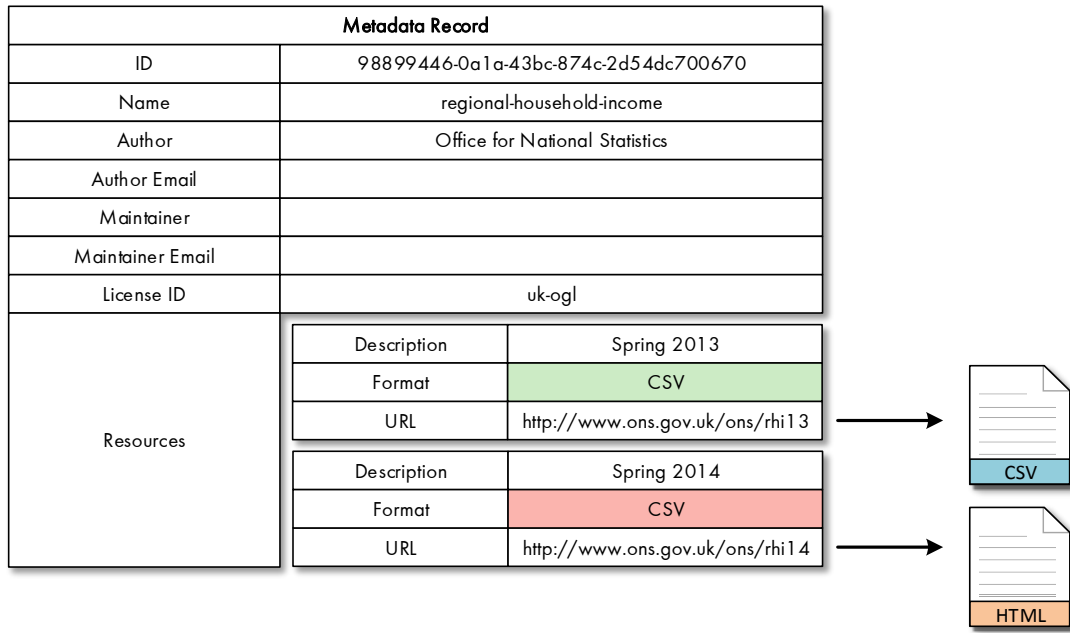 Metadata Record
ID 98899446-0a1a-43bc-874c-2d54dc700670
Name regional-household-income
Author Office for National Statistics
Author Email
Maintainer
Maintainer Email
License ID uk-ogl
Resources
Description Spring 2013
Format CSV
URL http://www.ons.gov.uk/ons/rhi13
CSV
Description Spring 2014
Format CSV
URL http://www.ons.gov.uk/ons/rhi14
HTML